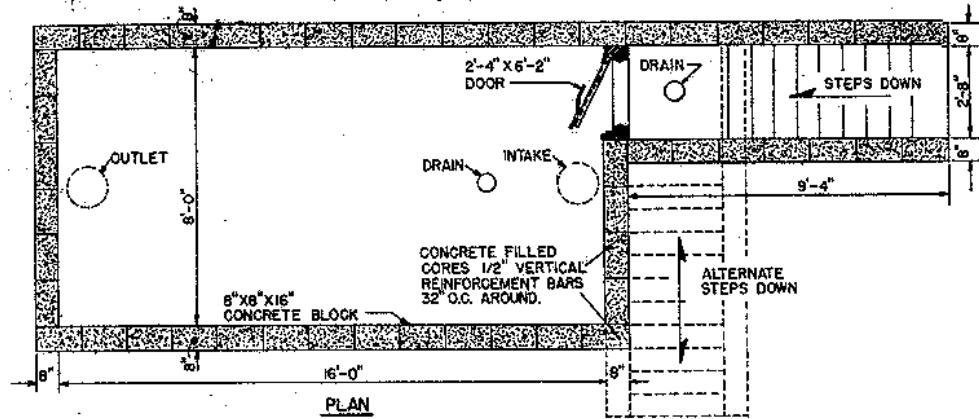 8"
8"
2'-4" X 6'-2"
DOOR
DRAIN
STEPS DOWN
2'-8"
8"
OUTLET
DRAIN
INTAKE
9'-4"
8'-0"
CONCRETE FILLED
CORES 1/2" VERTICAL
REINFORCEMENT BARS
32" O.C. AROUND.
ALTERNATE
STEPS DOWN
8"X8"X16"
CONCRETE BLOCK
8"
8"
16'-0"
8"
PLAN